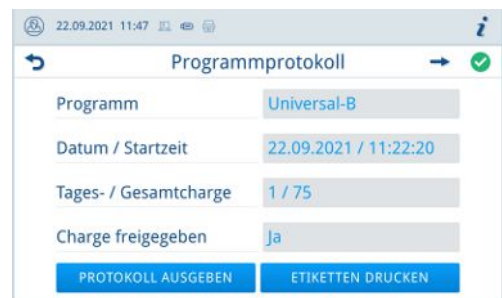 22.09.2021 11:47
Programmprotokoll
Programm Universal-B
Datum / Startzeit 22.09.2021 / 11:22:20
Tages- / Gesamtcharge 1 / 75
Charge freigegeben Ja
PROTOKOLL AUSGEBEN ETIKETTEN DRUCKEN